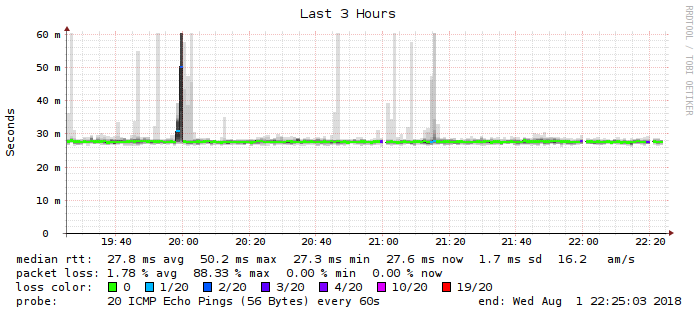 Last 3 Hours
RRDTOOL / TOBI OETIKER
Seconds
60 m
50 m
40 m
30 m
20 m
10 m
0
19:40 20:00 20:20 20:40 21:00 21:20 21:40 22:00 22:20
median rtt: 27.8 ms avg 50.2 ms max 27.3 ms min 27.6 ms now 1.7 ms sd 16.2 am/s
packet loss: 1.78 % avg 88.33 % max 0.00 % min 0.00 % now
loss color: 0 1/20 2/20 3/20 4/20 10/20 19/20
probe: 20 ICMP Echo Pings (56 Bytes) every 60s end: Wed Aug 1 22:25:03 2018